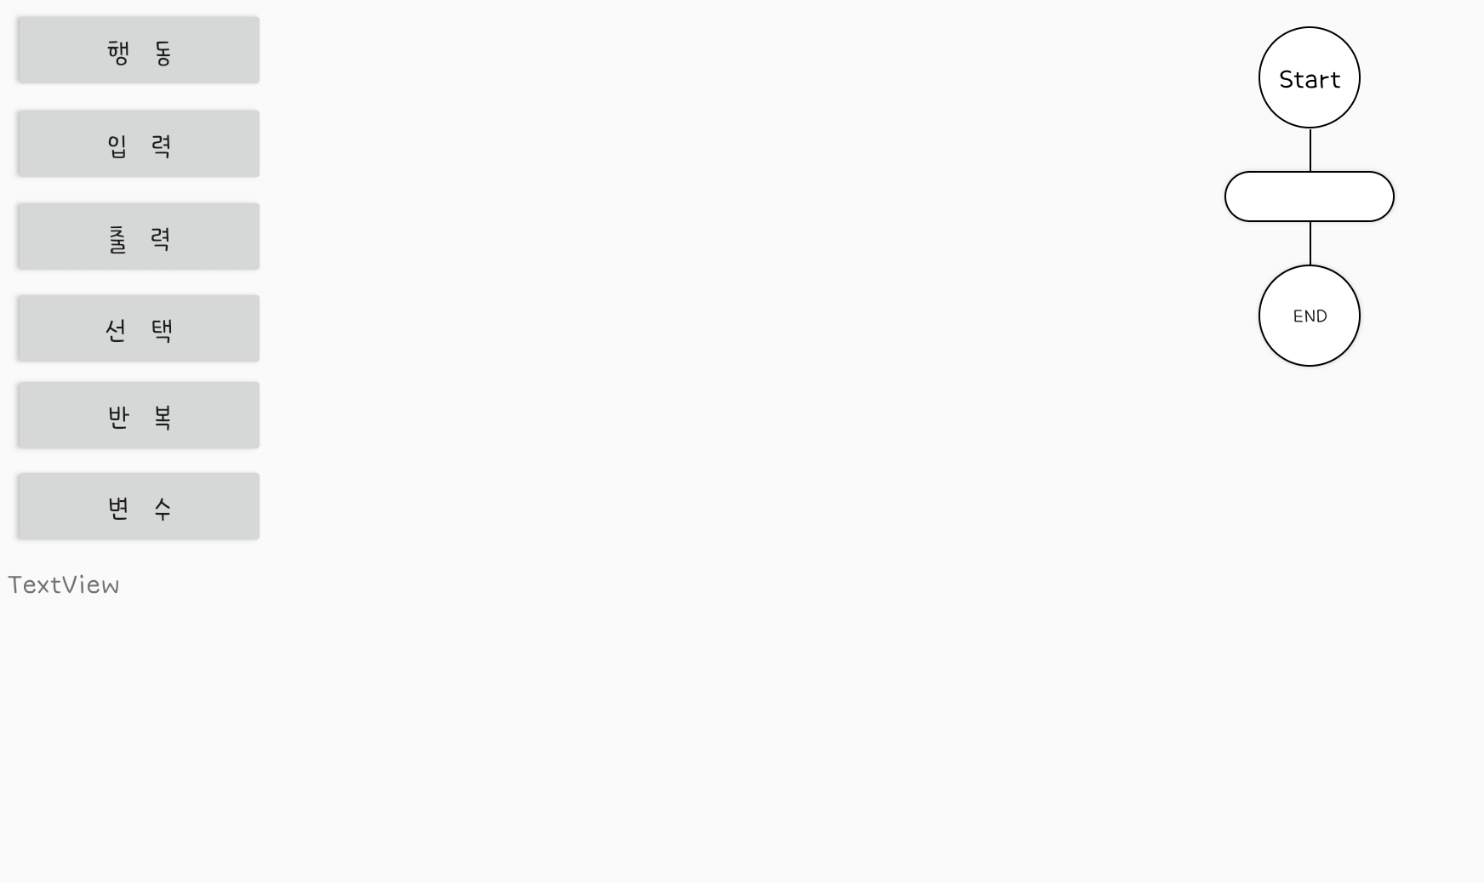 행 동
입 력
출 력
선 택
반 복
변 수
TextView
Start
END